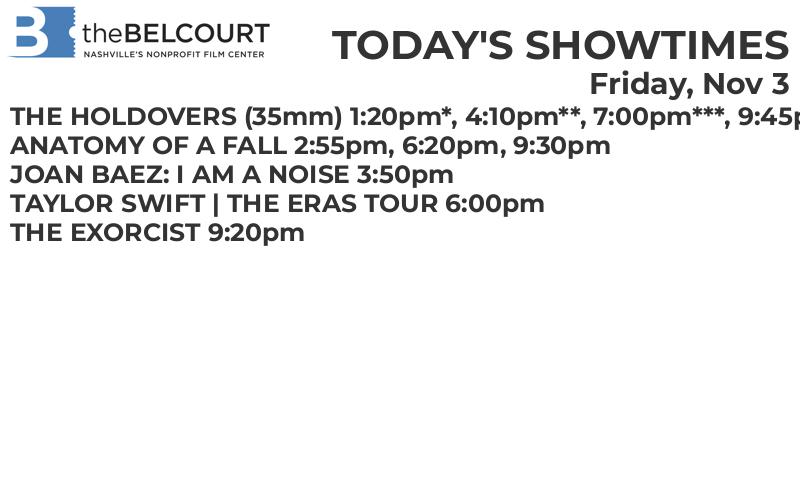 B theBELCOURT
NASHVILLE'S NONPROFIT FILM CENTER
TODAY'S SHOWTIMES
Friday, Nov 3
THE HOLDOVERS (35mm) 1:20pm*, 4:10pm**, 7:00pm***, 9:45p
ANATOMY OF A FALL 2:55pm, 6:20pm, 9:30pm
JOAN BAEZ: I AM A NOISE 3:50pm
TAYLOR SWIFT | THE ERAS TOUR 6:00pm
THE EXORCIST 9:20pm